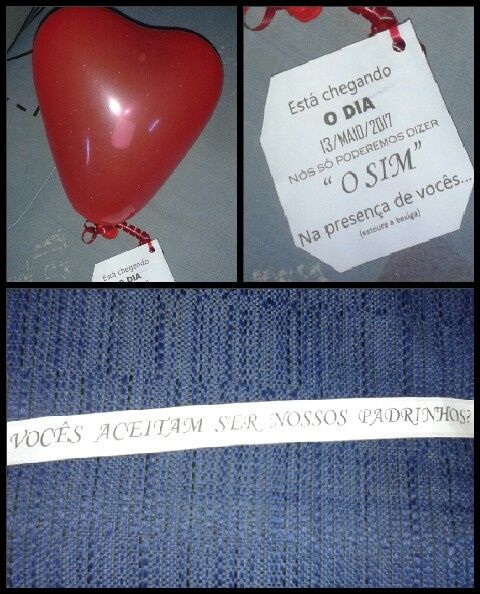 Está chegando
O DIA
Está chegando
O DIA
13/MAIO/2017
NÓS SÓ PODEREMOS DIZER
“ O SIM”
Na presença de vocês...
(estoure a bexiga)
VOCÊS ACEITAM SER NOSSOS PADRINHOS?